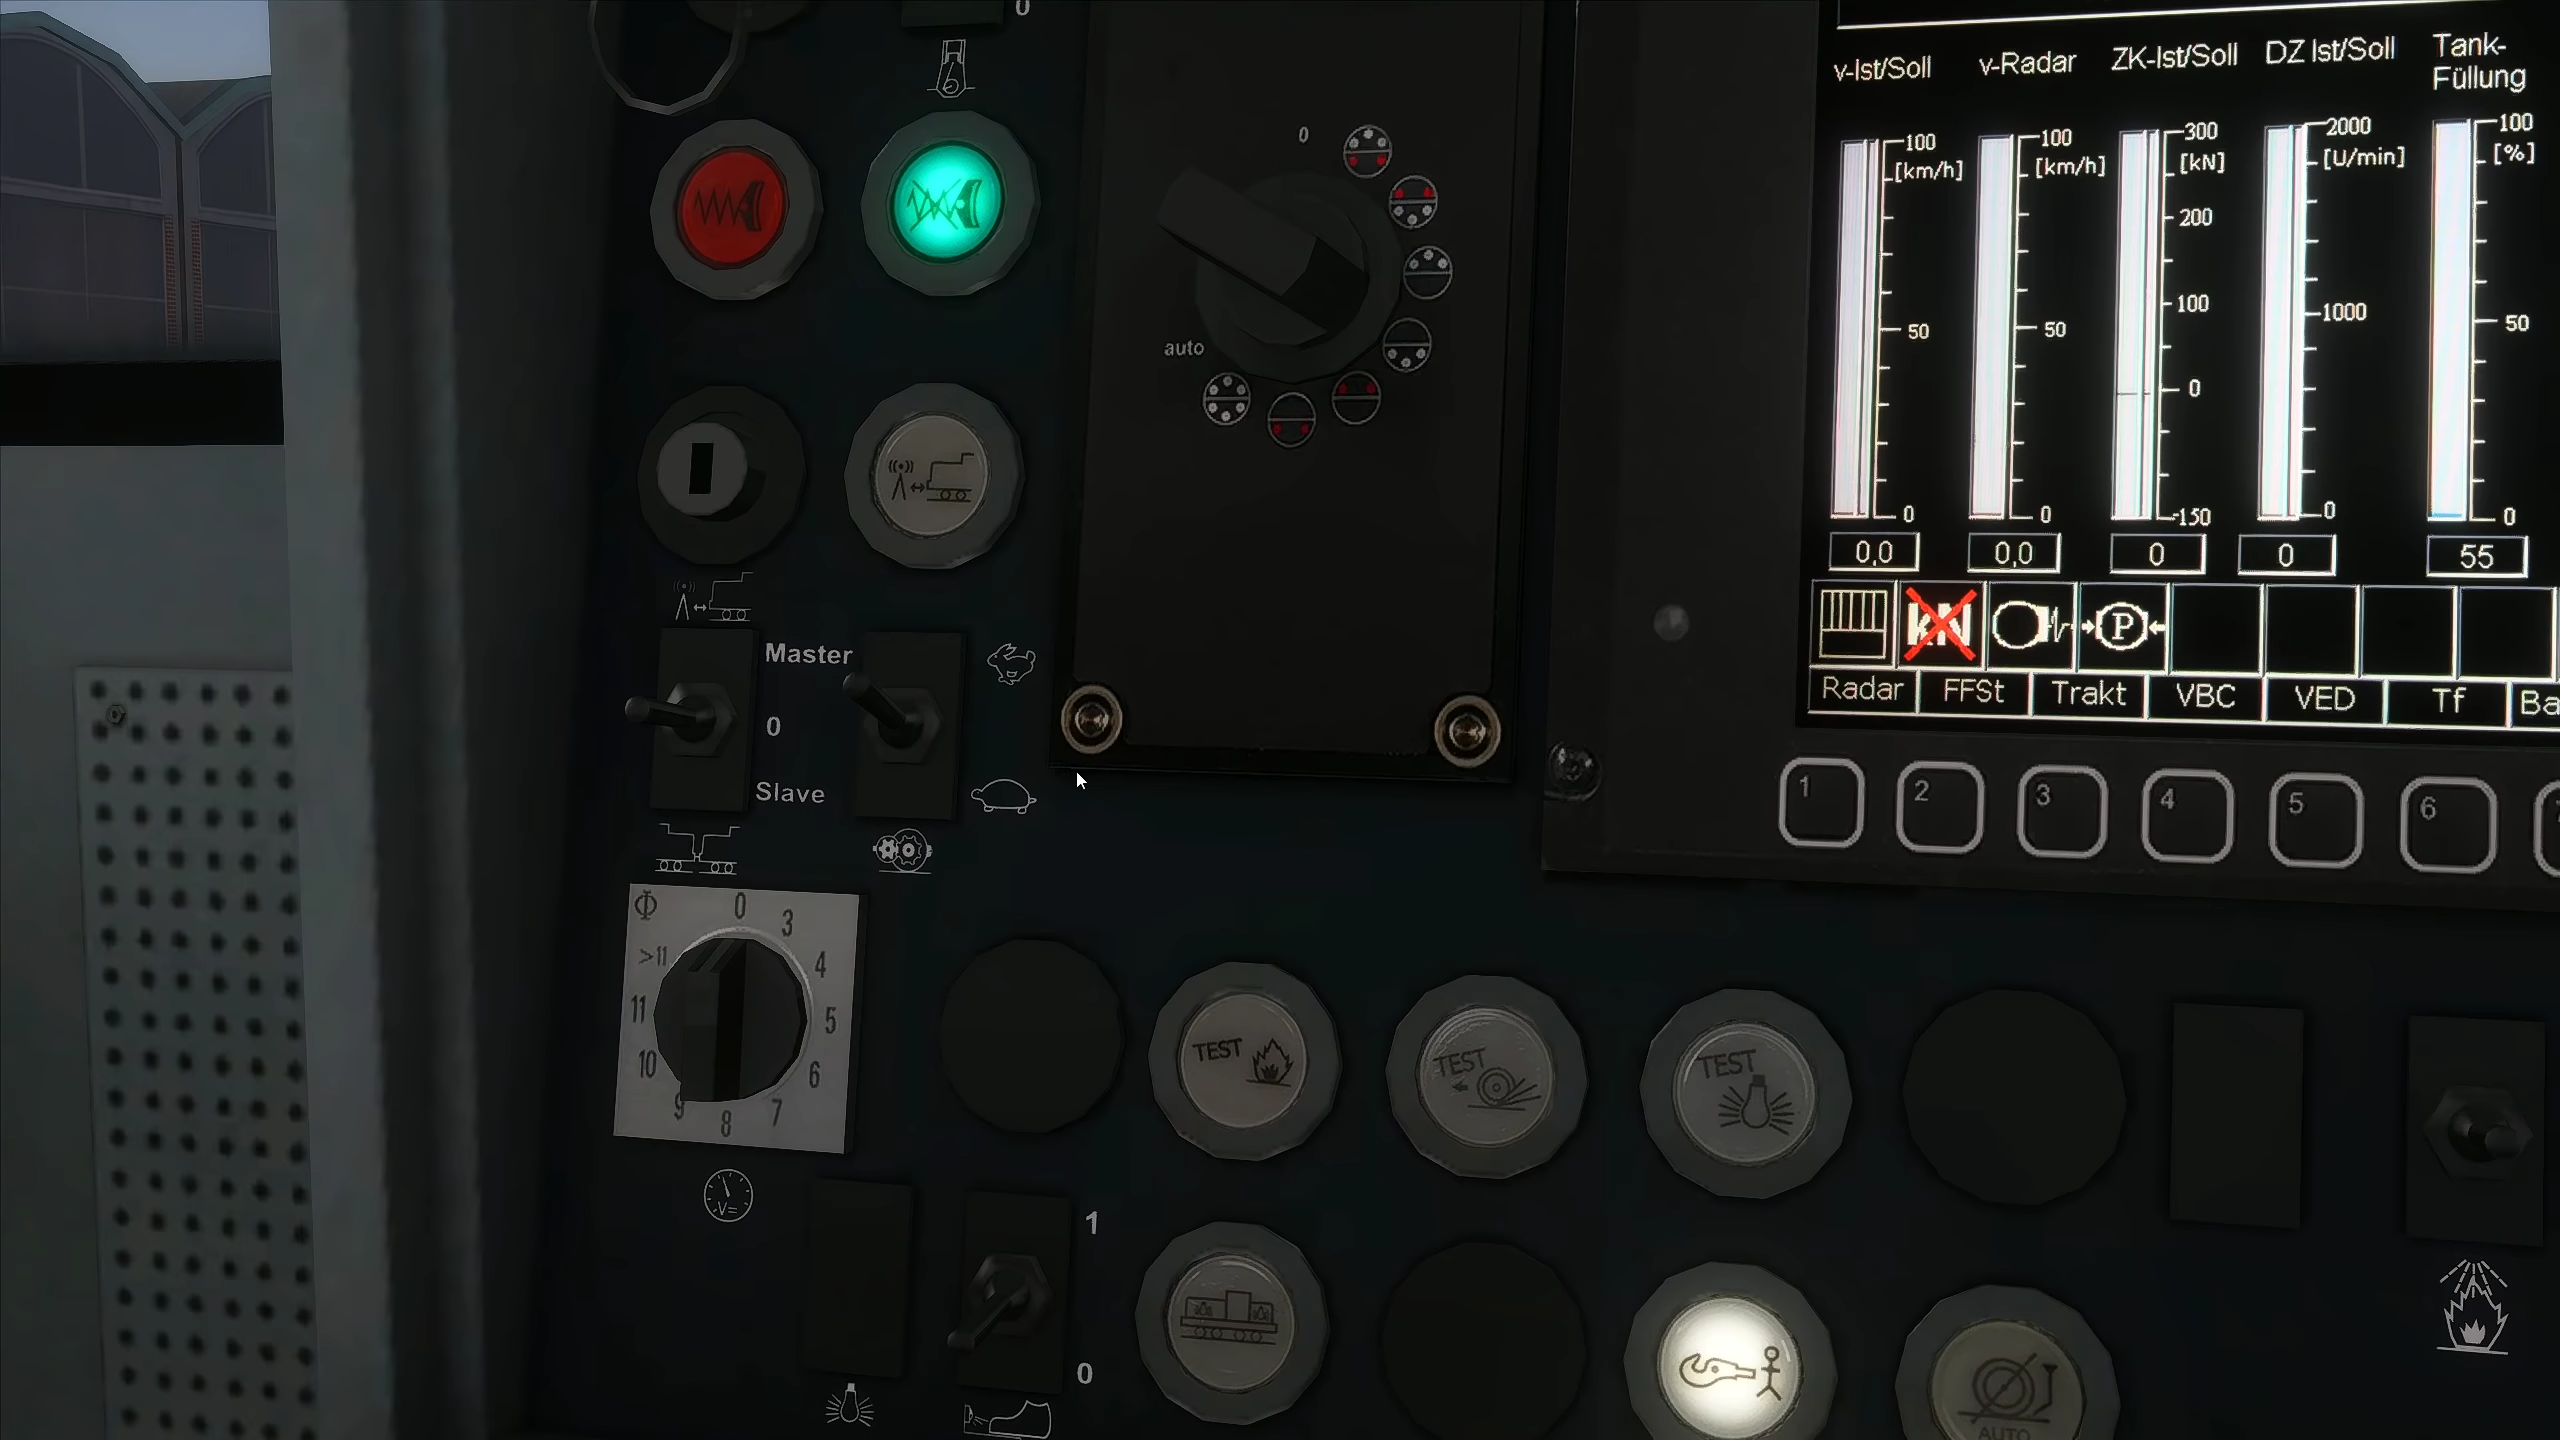 0
v-Ist/Soll
v-Radar
ZK-Ist/Soll
DZ Ist/Soll
Tank-
Füllung
100
[km/h]
50
0
0,0
100
[km/h]
50
0
0,0
300
[kN]
200
100
0
-150
0
2000
[U/min]
1000
0
0
100
[%]
50
0
55
kN
P
Radar
FFSt
Trakt
VBC
VED
Tf
Ba
1
2
3
4
5
6
0
auto
Master
0
Slave
0
3
4
5
6
7
8
9
10
11
>11
V=
TEST
TEST
TEST
1
0
AUTO